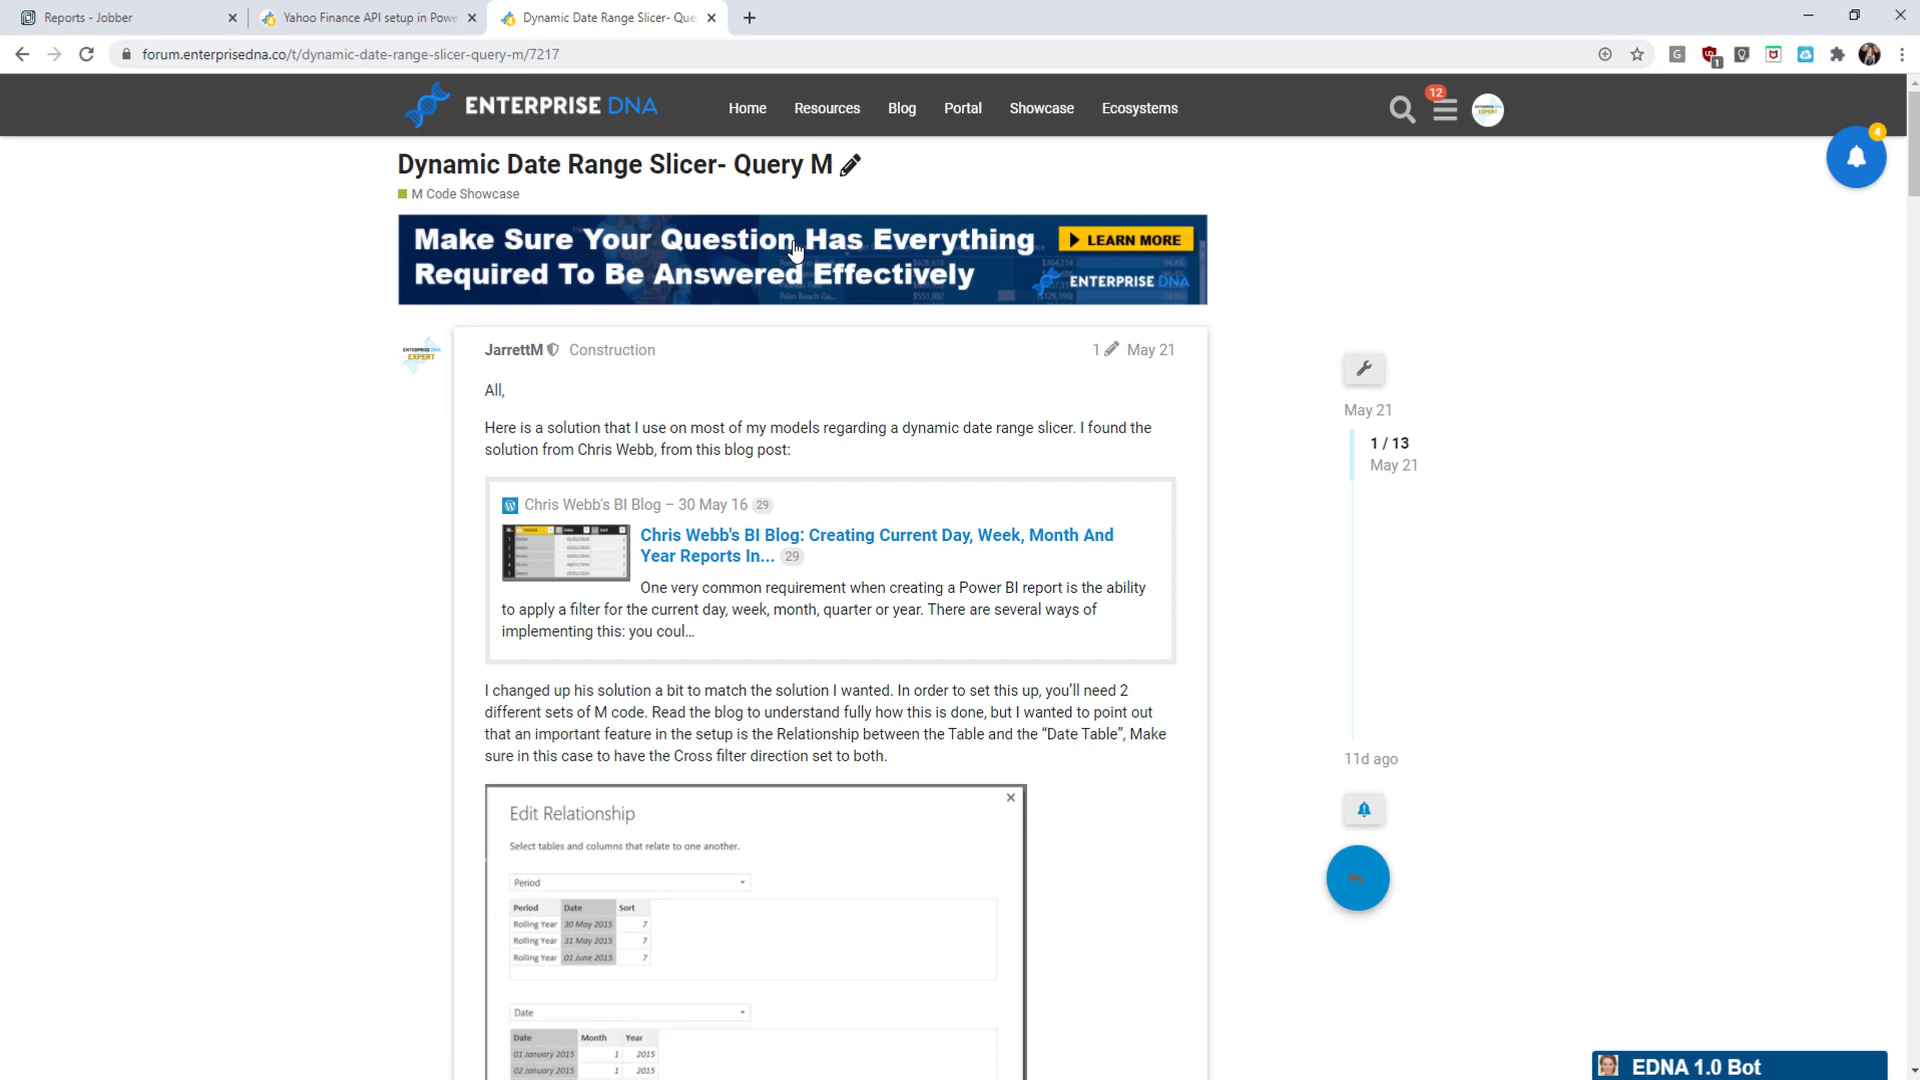 Reports - Jobber
Yahoo Finance API setup in Powe
Dynamic Date Range Slicer- Que
forum.enterprisedna.co/t/dynamic-date-range-slicer-query-m/7217
1
ENTERPRISE DNA
Home
Resources
Blog
Portal
Showcase
Ecosystems
12
4
Dynamic Date Range Slicer- Query M
M Code Showcase
Make Sure Your Question Has Everything
Required To Be Answered Effectively
LEARN MORE
ENTERPRISE DNA
ENTERPRISE DNA
EXPERT
JarrettM Construction
1 May 21
All,
Here is a solution that I use on most of my models regarding a dynamic date range slicer. I found the
solution from Chris Webb, from this blog post:
Chris Webb's BI Blog – 30 May 16 29
Chris Webb's BI Blog: Creating Current Day, Week, Month And
Year Reports In... 29
One very common requirement when creating a Power BI report is the ability
to apply a filter for the current day, week, month, quarter or year. There are several ways of
implementing this: you coul…
I changed up his solution a bit to match the solution I wanted. In order to set this up, you’ll need 2
different sets of M code. Read the blog to understand fully how this is done, but I wanted to point out
that an important feature in the setup is the Relationship between the Table and the “Date Table”, Make
sure in this case to have the Cross filter direction set to both.
Edit Relationship
Select tables and columns that relate to one another.
Period
Period Date Sort
Rolling Year 30 May 2015 7
Rolling Year 31 May 2015 7
Rolling Year 01 June 2015 7
Date
Date Month Year
01 January 2015 1 2015
02 January 2015 1 2015
May 21
1 / 13
May 21
11d ago
EDNA 1.0 Bot